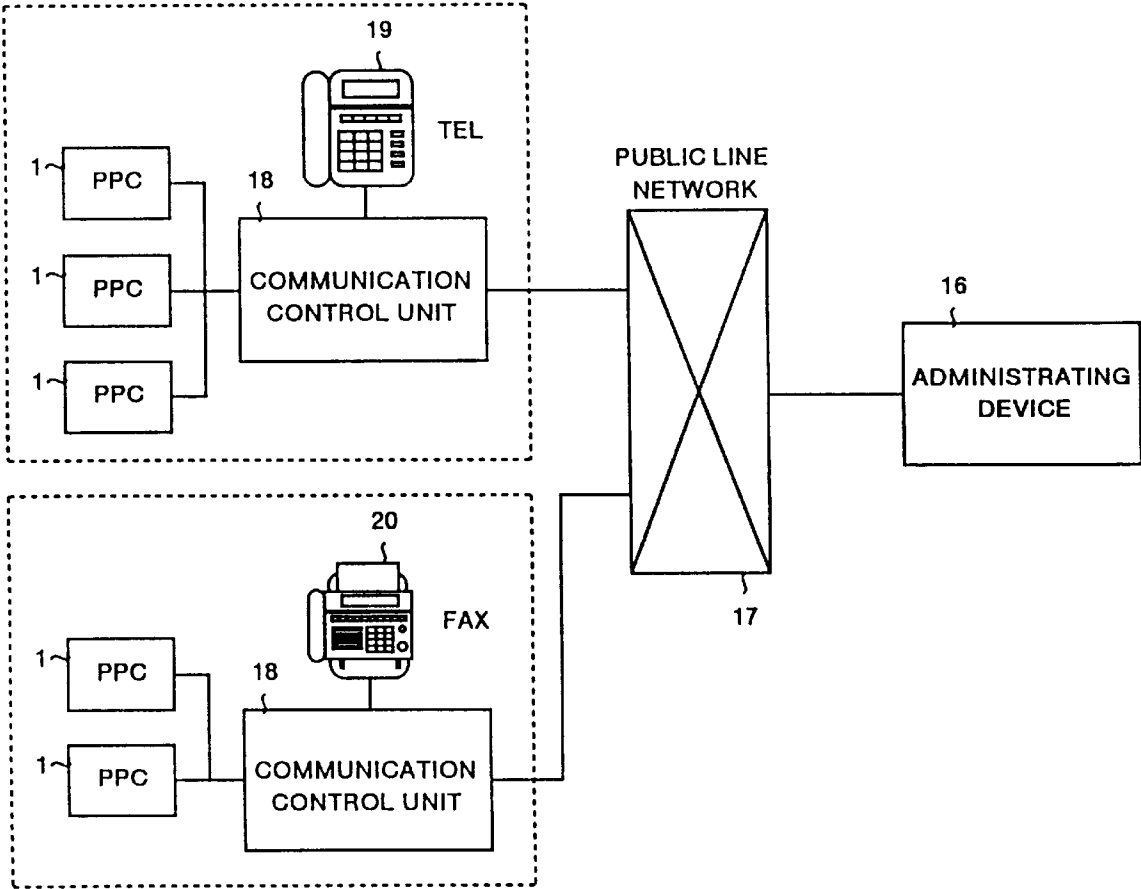 19
TEL
1
PPC
18
1
PPC
COMMUNICATION
CONTROL UNIT
1
PPC
PUBLIC LINE
NETWORK
16
ADMINISTRATING
DEVICE
17
20
FAX
1
PPC
18
1
PPC
COMMUNICATION
CONTROL UNIT